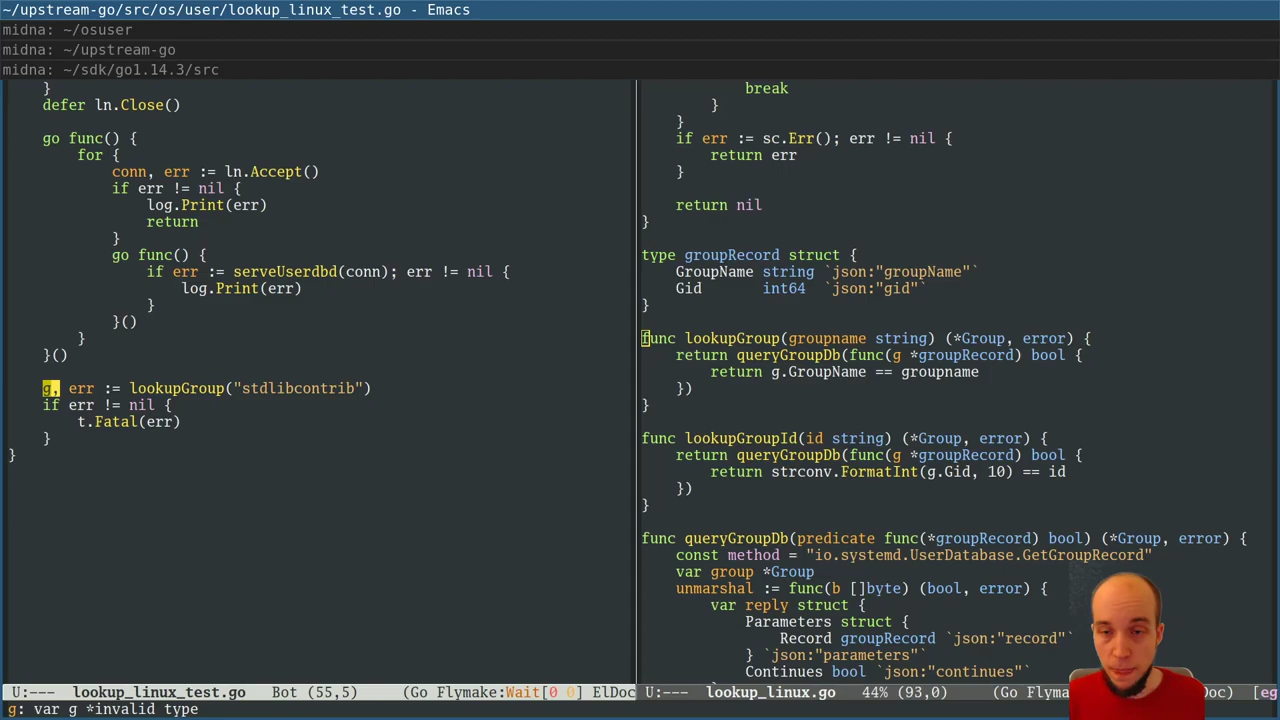 ~/upstream-go/src/os/user/lookup_linux_test.go - Emacs
midna: ~/osuser
midna: ~/upstream-go
midna: ~/sdk/go1.14.3/src
}
defer ln.Close()
go func() {
for {
conn, err := ln.Accept()
if err != nil {
log.Print(err)
return
}
go func() {
if err := serveUserdbd(conn); err != nil {
log.Print(err)
}
}()
}
}()
g, err := lookupGroup("stdlibcontrib")
if err != nil {
t.Fatal(err)
}
}
U:--- lookup_linux_test.go Bot (55,5) (Go Flymake:Wait[0 0] ElDoc
g: var g *invalid type
break
}
}
if err := sc.Err(); err != nil {
return err
}
return nil
}
type groupRecord struct {
GroupName string `json:"groupName"`
Gid int64 `json:"gid"`
}
func lookupGroup(groupname string) (*Group, error) {
return queryGroupDb(func(g *groupRecord) bool {
return g.GroupName == groupname
})
}
func lookupGroupId(id string) (*Group, error) {
return queryGroupDb(func(g *groupRecord) bool {
return strconv.FormatInt(g.Gid, 10) == id
})
}
func queryGroupDb(predicate func(*groupRecord) bool) (*Group, error) {
const method = "io.systemd.UserDatabase.GetGroupRecord"
var group *Group
unmarshal := func(b []byte) (bool, error) {
var reply struct {
Parameters struct {
Record groupRecord `json:"record"`
} `json:"parameters"`
Continues bool `json:"continues"`
U:--- lookup_linux.go 44% (93,0) (Go Flym Doc) [eg